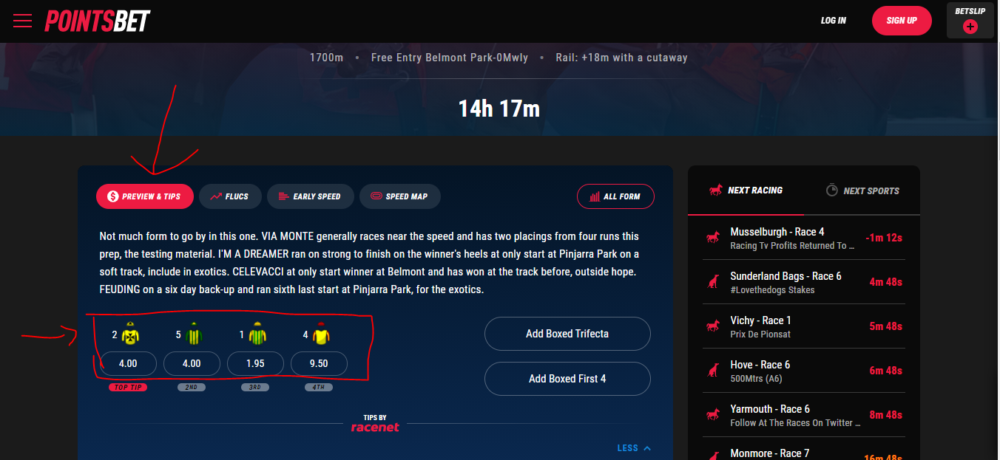 POINTSBET
LOG IN
SIGN UP
BETSLIP
1700m • Free Entry Belmont Park-0Mwly • Rail: +18m with a cutaway
14h 17m
PREVIEW & TIPS
FLUCS
EARLY SPEED
SPEED MAP
ALL FORM
Not much form to go by in this one. VIA MONTE generally races near the speed and has two placings from four runs this
prep, the testing material. I'M A DREAMER ran on strong to finish on the winner's heels at only start at Pinjarra Park on a
soft track, include in exotics. CELEVACCI at only start winner at Belmont and has won at the track before, outside hope.
FEUDING on a six day back-up and ran sixth last start at Pinjarra Park, for the exotics.
2 5 1 4
4.00 4.00 1.95 9.50
TOP TIP 2ND 3RD 4TH
Add Boxed Trifecta
Add Boxed First 4
TIPS BY
racenet
LESS
NEXT RACING
NEXT SPORTS
Musselburgh - Race 4 -1m 12s
Racing Tv Profits Returned To ...
Sunderland Bags - Race 6 4m 48s
#Lovethedogs Stakes
Vichy - Race 1 5m 48s
Prix De Pionsat
Hove - Race 6 6m 48s
500Mtrs (A6)
Yarmouth - Race 6 8m 48s
Follow At The Races On Twitter ...
Monmore - Race 7 16m 48s